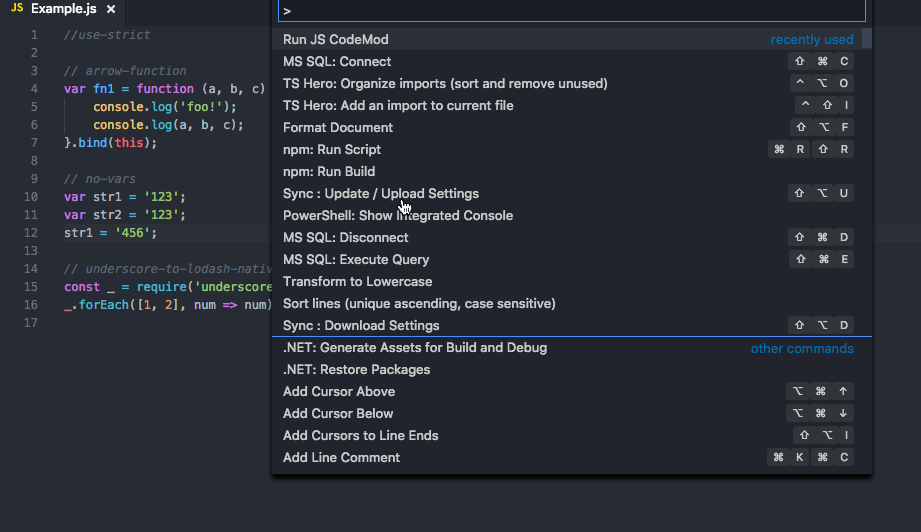 JS Example.js ×
>
Run JS CodeMod recently used
MS SQL: Connect ⇧ ⌘ C
TS Hero: Organize imports (sort and remove unused) ^ ⌥ O
TS Hero: Add an import to current file ^ ⇧ I
Format Document ⇧ ⌥ F
npm: Run Script ⌘ R ⇧ R
npm: Run Build
Sync : Update / Upload Settings ⇧ ⌥ U
PowerShell: Show Integrated Console
MS SQL: Disconnect ⇧ ⌘ D
MS SQL: Execute Query ⇧ ⌘ E
Transform to Lowercase
Sort lines (unique ascending, case sensitive)
Sync : Download Settings ⇧ ⌥ D
.NET: Generate Assets for Build and Debug other commands
.NET: Restore Packages
Add Cursor Above ⌥ ⌘ ↑
Add Cursor Below ⌥ ⌘ ↓
Add Cursors to Line Ends ⇧ ⌥ I
Add Line Comment ⌘ K ⌘ C
1 //use-strict
2
3 // arrow-function
4 var fn1 = function (a, b, c)
5 console.log('foo!');
6 console.log(a, b, c);
7 }.bind(this);
8
9 // no-vars
10 var str1 = '123';
11 var str2 = '123';
12 str1 = '456';
13
14 // underscore-to-lodash-nativ
15 const _ = require('underscore
16 _.forEach([1, 2], num => num)
17